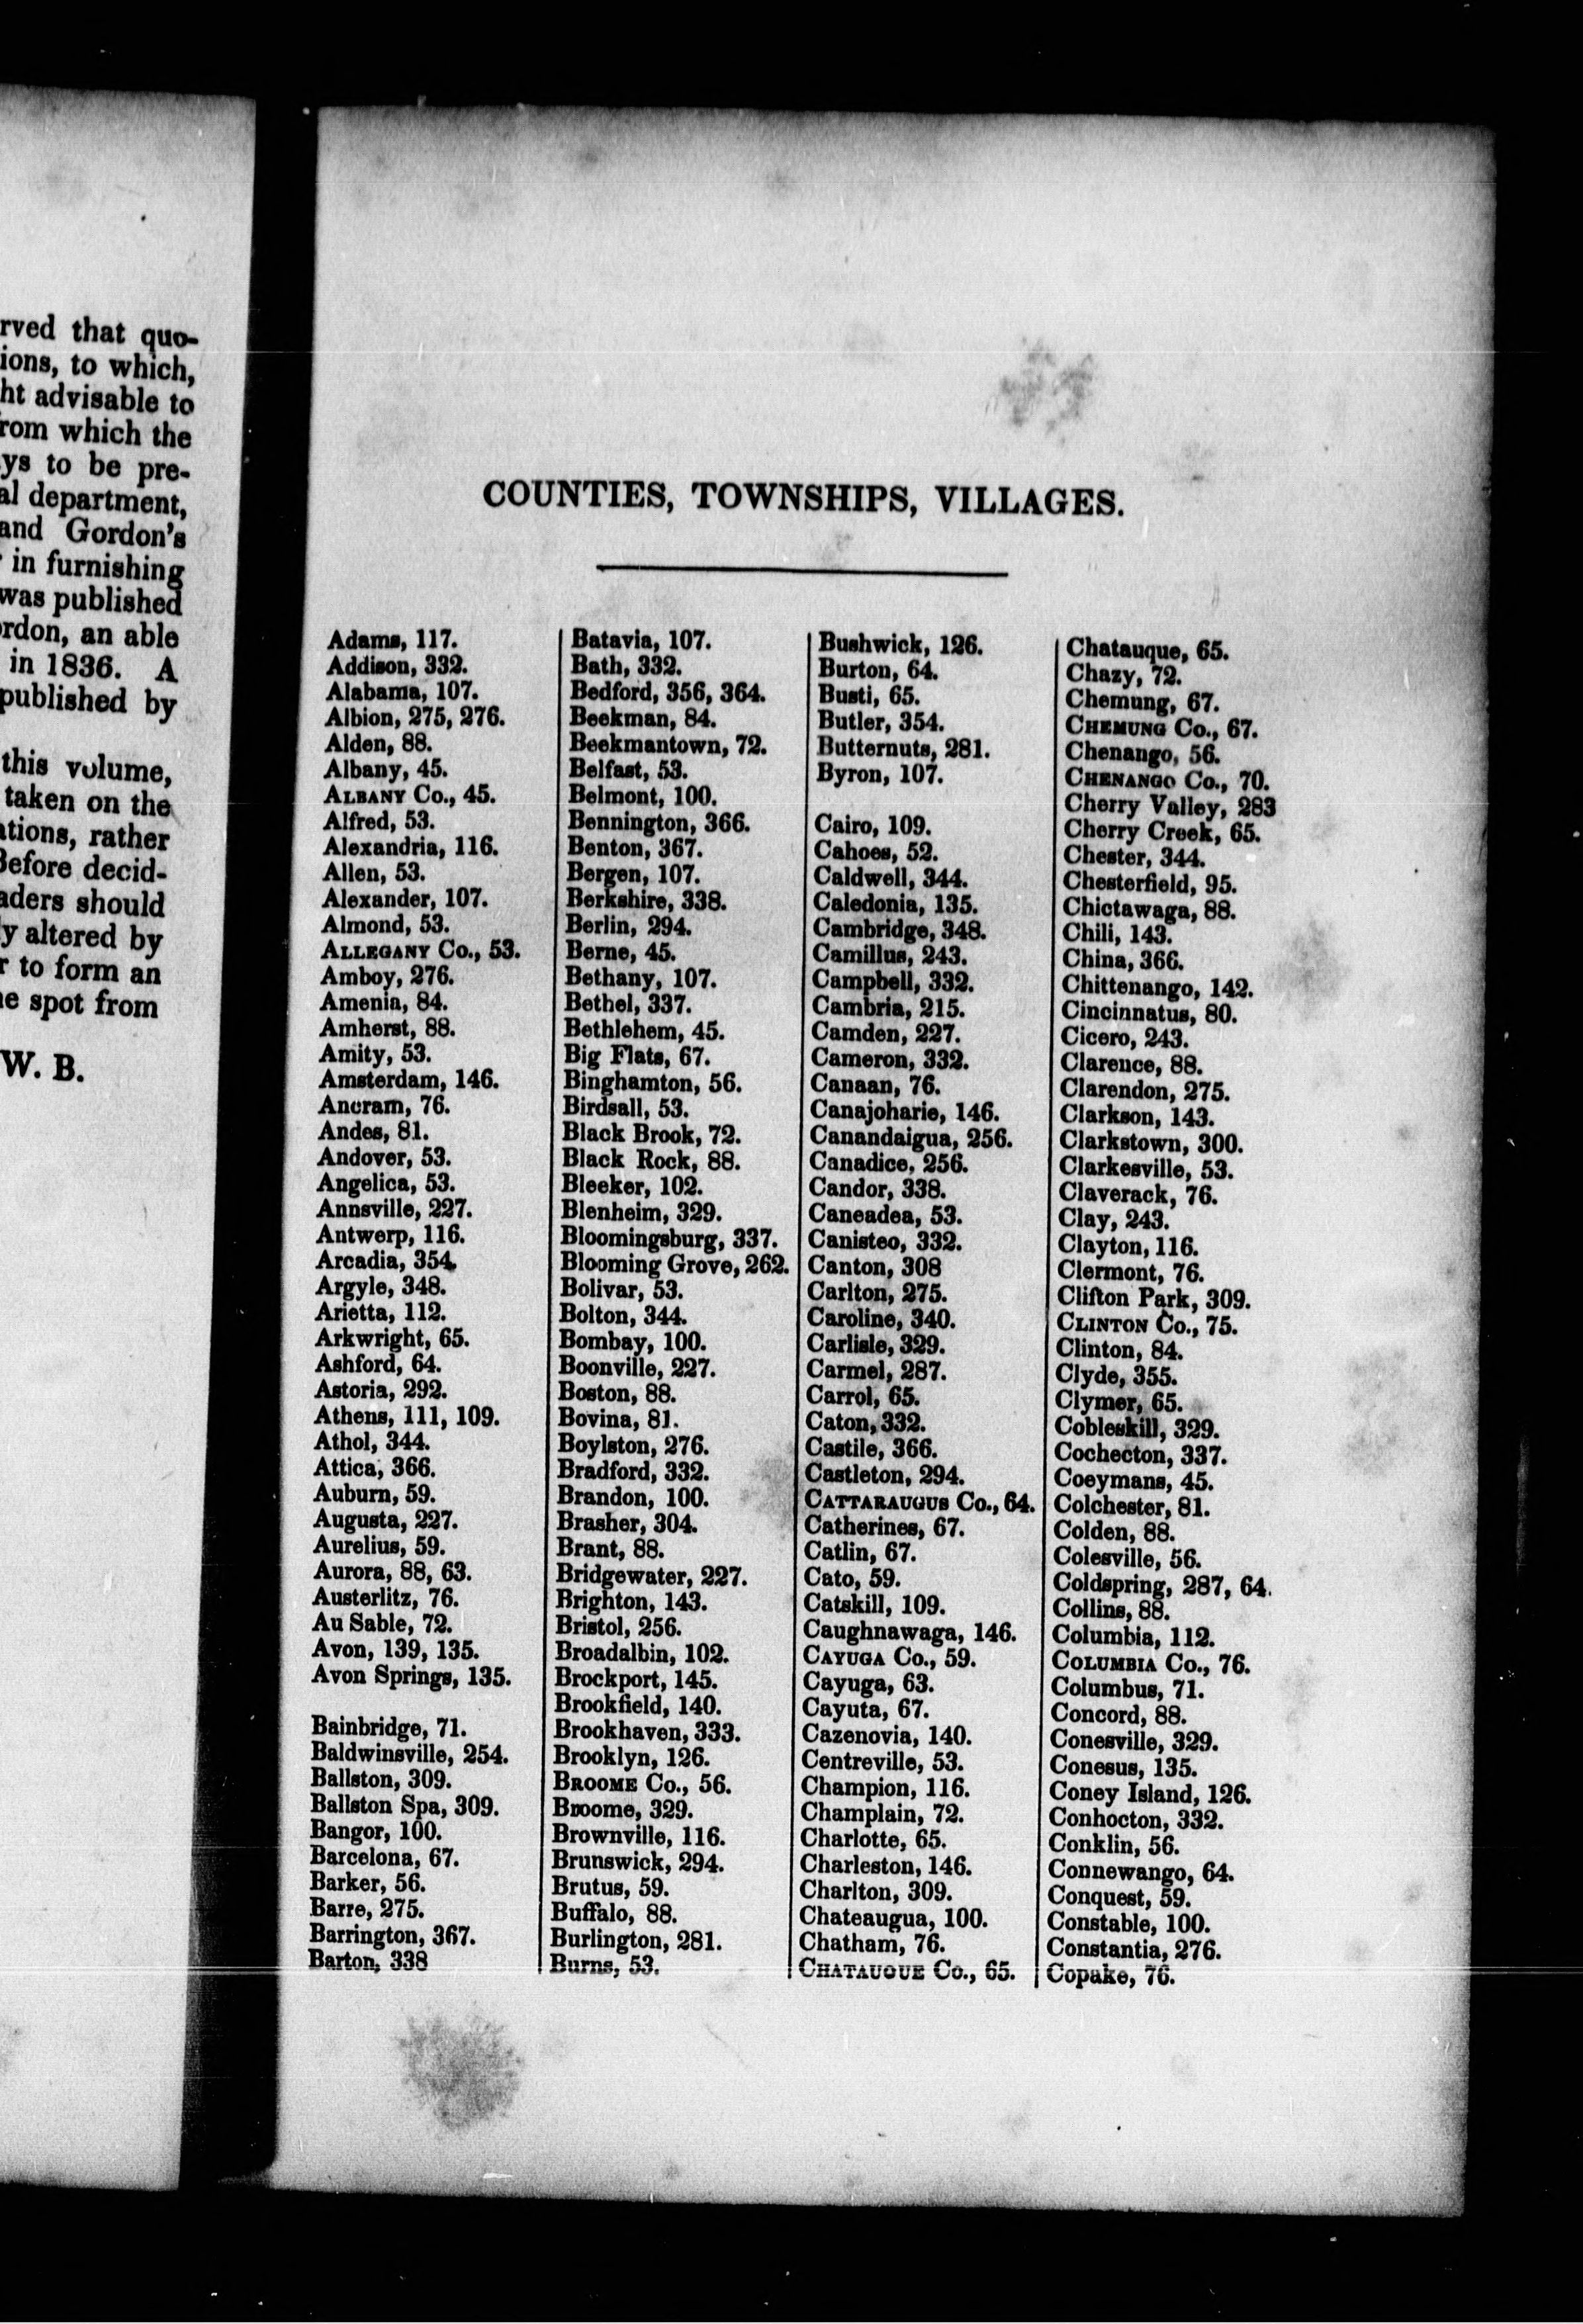 rved that quo-
ions, to which,
ht advisable to
rom which the
ys to be pre-
al department,
and Gordon's
in furnishing
was published
rdon, an able
in 1836. A
published by
this volume,
taken on the
tions, rather
Before decid-
aders should
y altered by
r to form an
e spot from
W. B.
COUNTIES, TOWNSHIPS, VILLAGES.
Adams, 117.
Addison, 332.
Alabama, 107.
Albion, 275, 276.
Alden, 88.
Albany, 45.
ALBANY Co., 45.
Alfred, 53.
Alexandria, 116.
Allen, 53.
Alexander, 107.
Almond, 53.
ALLEGANY Co., 53.
Amboy, 276.
Amenia, 84.
Amherst, 88.
Amity, 53.
Amsterdam, 146.
Ancram, 76.
Andes, 81.
Andover, 53.
Angelica, 53.
Annsville, 227.
Antwerp, 116.
Arcadia, 354.
Argyle, 348.
Arietta, 112.
Arkwright, 65.
Ashford, 64.
Astoria, 292.
Athens, 111, 109.
Athol, 344.
Attica, 366.
Auburn, 59.
Augusta, 227.
Aurelius, 59.
Aurora, 88, 63.
Austerlitz, 76.
Au Sable, 72.
Avon, 139, 135.
Avon Springs, 135.
Bainbridge, 71.
Baldwinsville, 254.
Ballston, 309.
Ballston Spa, 309.
Bangor, 100.
Barcelona, 67.
Barker, 56.
Barre, 275.
Barrington, 367.
Barton, 338
Batavia, 107.
Bath, 332.
Bedford, 356, 364.
Beekman, 84.
Beekmantown, 72.
Belfast, 53.
Belmont, 100.
Bennington, 366.
Benton, 367.
Bergen, 107.
Berkshire, 338.
Berlin, 294.
Berne, 45.
Bethany, 107.
Bethel, 337.
Bethlehem, 45.
Big Flats, 67.
Binghamton, 56.
Birdsall, 53.
Black Brook, 72.
Black Rock, 88.
Bleeker, 102.
Blenheim, 329.
Bloomingsburg, 337.
Blooming Grove, 262.
Bolivar, 53.
Bolton, 344.
Bombay, 100.
Boonville, 227.
Boston, 88.
Bovina, 81.
Boylston, 276.
Bradford, 332.
Brandon, 100.
Brasher, 304.
Brant, 88.
Bridgewater, 227.
Brighton, 143.
Bristol, 256.
Broadalbin, 102.
Brockport, 145.
Brookfield, 140.
Brookhaven, 333.
Brooklyn, 126.
BROOME Co., 56.
Broome, 329.
Brownville, 116.
Brunswick, 294.
Brutus, 59.
Buffalo, 88.
Burlington, 281.
Burns, 53.
Bushwick, 126.
Burton, 64.
Busti, 65.
Butler, 354.
Butternuts, 281.
Byron, 107.
Cairo, 109.
Cahoes, 52.
Caldwell, 344.
Caledonia, 135.
Cambridge, 348.
Camillus, 243.
Campbell, 332.
Cambria, 215.
Camden, 227.
Cameron, 332.
Canaan, 76.
Canajoharie, 146.
Canandaigua, 256.
Canadice, 256.
Candor, 338.
Caneadea, 53.
Canisteo, 332.
Canton, 308
Carlton, 275.
Caroline, 340.
Carlisle, 329.
Carmel, 287.
Carrol, 65.
Caton, 332.
Castile, 366.
Castleton, 294.
CATTARAUGUS Co., 64.
Catherines, 67.
Catlin, 67.
Cato, 59.
Catskill, 109.
Caughnawaga, 146.
CAYUGA Co., 59.
Cayuga, 63.
Cayuta, 67.
Cazenovia, 140.
Centreville, 53.
Champion, 116.
Champlain, 72.
Charlotte, 65.
Charleston, 146.
Charlton, 309.
Chateaugua, 100.
Chatham, 76.
CHATAUQUE Co., 65.
Chatauque, 65.
Chazy, 72.
Chemung, 67.
CHEMUNG Co., 67.
Chenango, 56.
CHENANGO Co., 70.
Cherry Valley, 283
Cherry Creek, 65.
Chester, 344.
Chesterfield, 95.
Chictawaga, 88.
Chili, 143.
China, 366.
Chittenango, 142.
Cincinnatus, 80.
Cicero, 243.
Clarence, 88.
Clarendon, 275.
Clarkson, 143.
Clarkstown, 300.
Clarkesville, 53.
Claverack, 76.
Clay, 243.
Clayton, 116.
Clermont, 76.
Clifton Park, 309.
CLINTON Co., 75.
Clinton, 84.
Clyde, 355.
Clymer, 65.
Cobleskill, 329.
Cochecton, 337.
Coeymans, 45.
Colchester, 81.
Colden, 88.
Colesville, 56.
Coldspring, 287, 64.
Collins, 88.
Columbia, 112.
COLUMBIA Co., 76.
Columbus, 71.
Concord, 88.
Conesville, 329.
Conesus, 135.
Coney Island, 126.
Conhocton, 332.
Conklin, 56.
Connewango, 64.
Conquest, 59.
Constable, 100.
Constantia, 276.
Copake, 76.